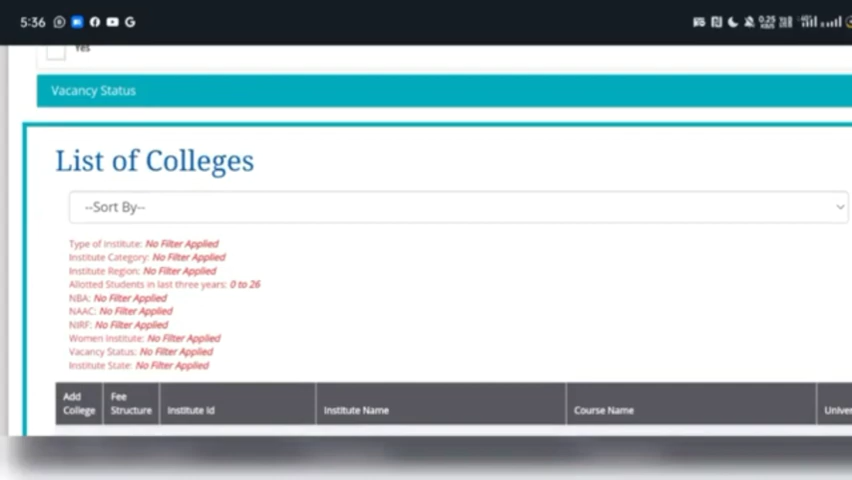 5:36
Yes
Vacancy Status
List of Colleges
--Sort By--
Type of Institute: No Filter Applied
Institute Category: No Filter Applied
Institute Region: No Filter Applied
Allotted Students in last three years: 0 to 26
NBA: No Filter Applied
NAAC: No Filter Applied
NIRF: No Filter Applied
Women Institute: No Filter Applied
Vacancy Status: No Filter Applied
Institute State: No Filter Applied
Add College
Fee Structure
Institute Id
Institute Name
Course Name